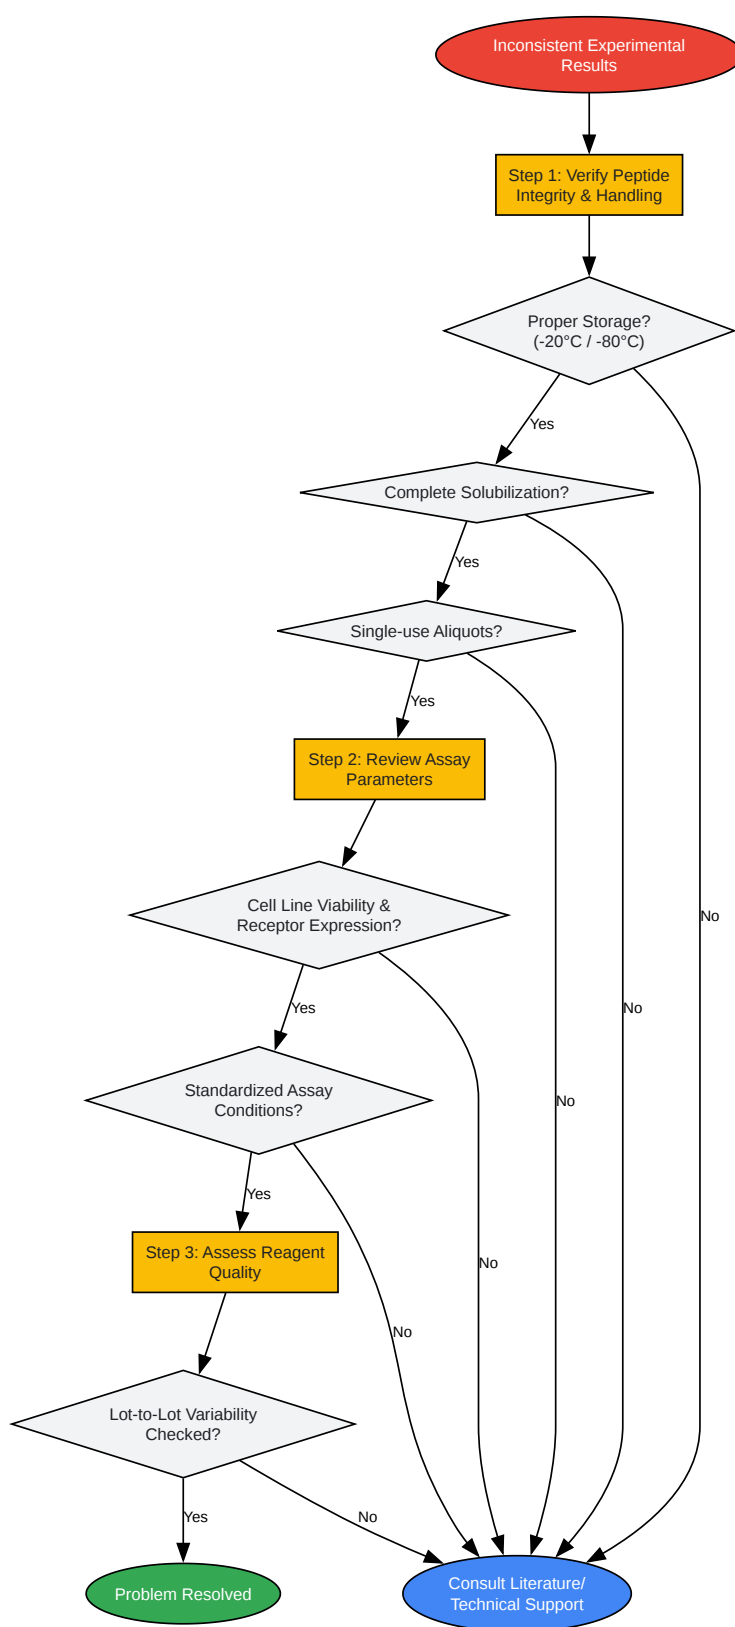 Inconsistent Experimental
Results
Step 1: Verify Peptide
Integrity & Handling
Proper Storage?
(-20°C / -80°C)
Yes
Complete Solubilization?
Yes
Single-use Aliquots?
Yes
Step 2: Review Assay
Parameters
Cell Line Viability &
Receptor Expression?
No
Yes
No
Standardized Assay
Conditions?
No
Yes
Step 3: Assess Reagent
Quality
No
No
Lot-to-Lot Variability
Checked?
Yes
No
Problem Resolved
Consult Literature/
Technical Support